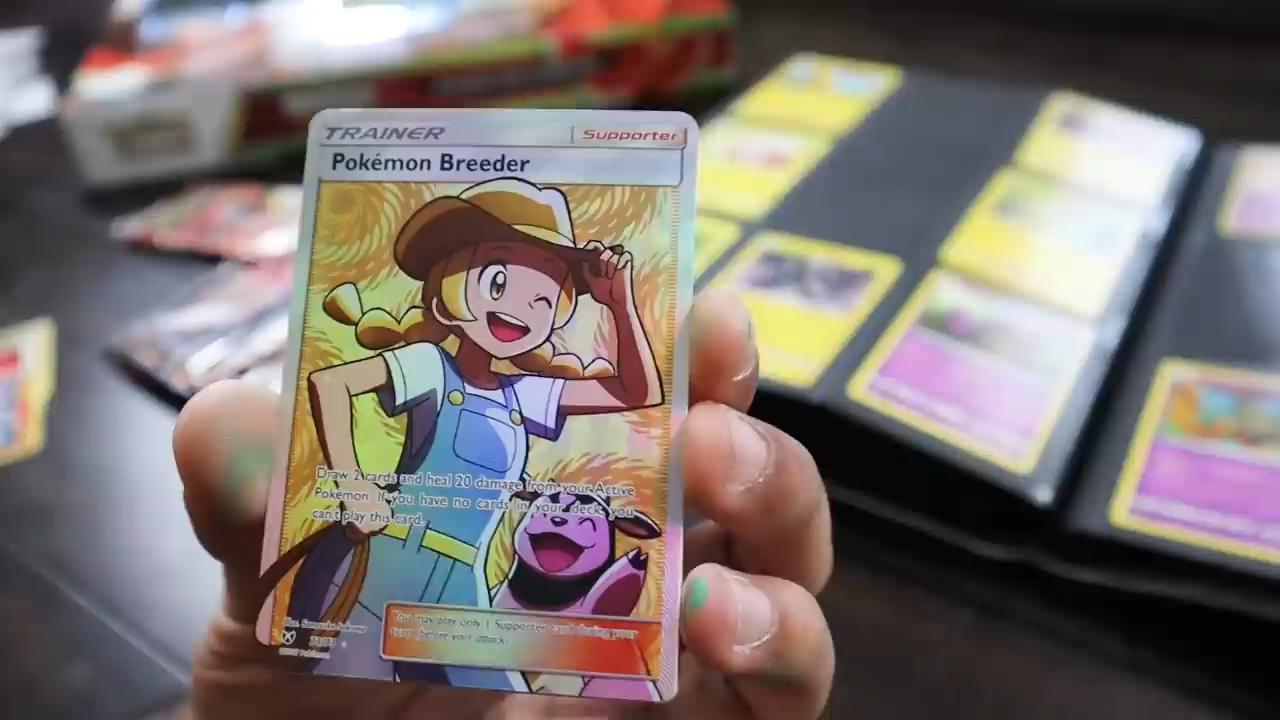 TRAINER Supporter
Pokémon Breeder
Draw 2 cards and heal 20 damage from your Active
Pokémon. If you have no cards in your deck, you
can't play this card.
You may play only 1 Supporter card during your
turn (before your attack).